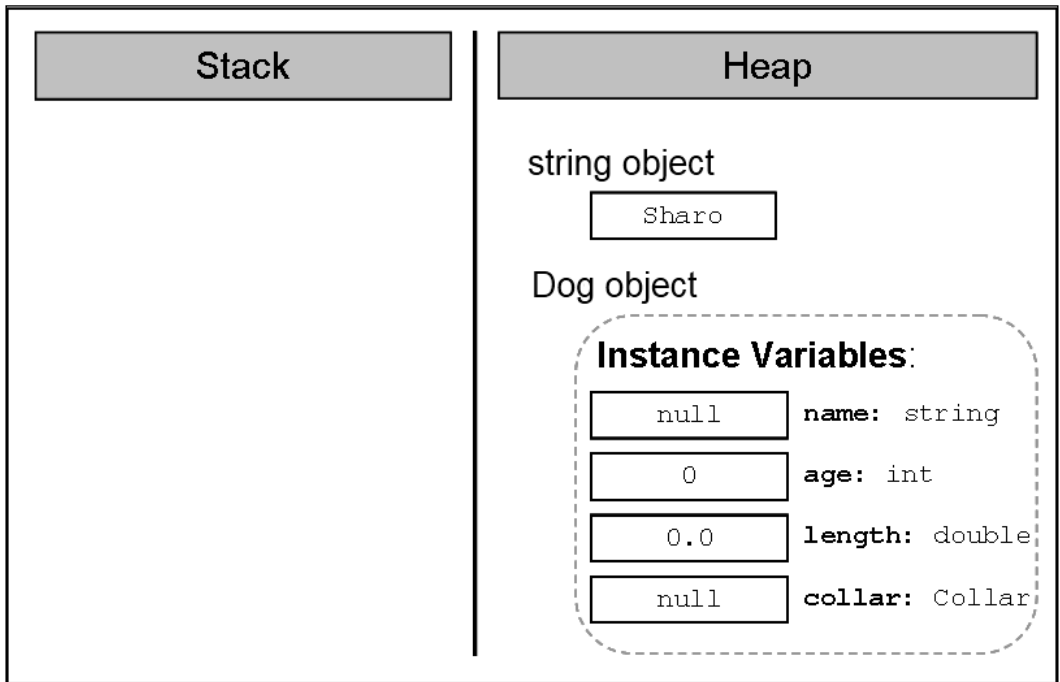 Stack
Heap
string object
Sharo
Dog object
Instance Variables:
null name: string
0 age: int
0.0 length: double
null collar: Collar